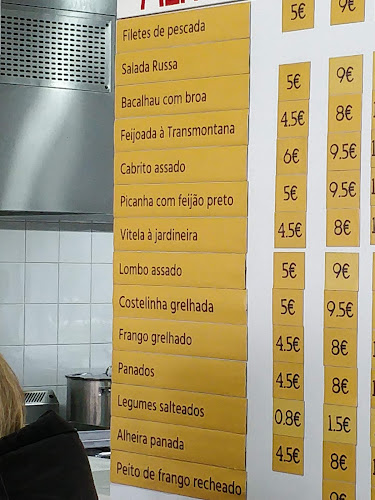 Filetes de pescada 5€ 9€
Salada Russa
Bacalhau com broa 5€ 9€
Feijoada à Transmontana 4.5€ 8€
Cabrito assado 6€ 9.5€
Picanha com feijão preto 5€ 9.5€
Vitela à jardineira 4.5€ 8€
Lombo assado 5€ 9€
Costelinha grelhada 5€ 9.5€
Frango grelhado 4.5€ 8€
Panados 4.5€ 8€
Legumes salteados 0.8€ 1.5€
Alheira panada 4.5€ 8€
Peito de frango recheado 9€